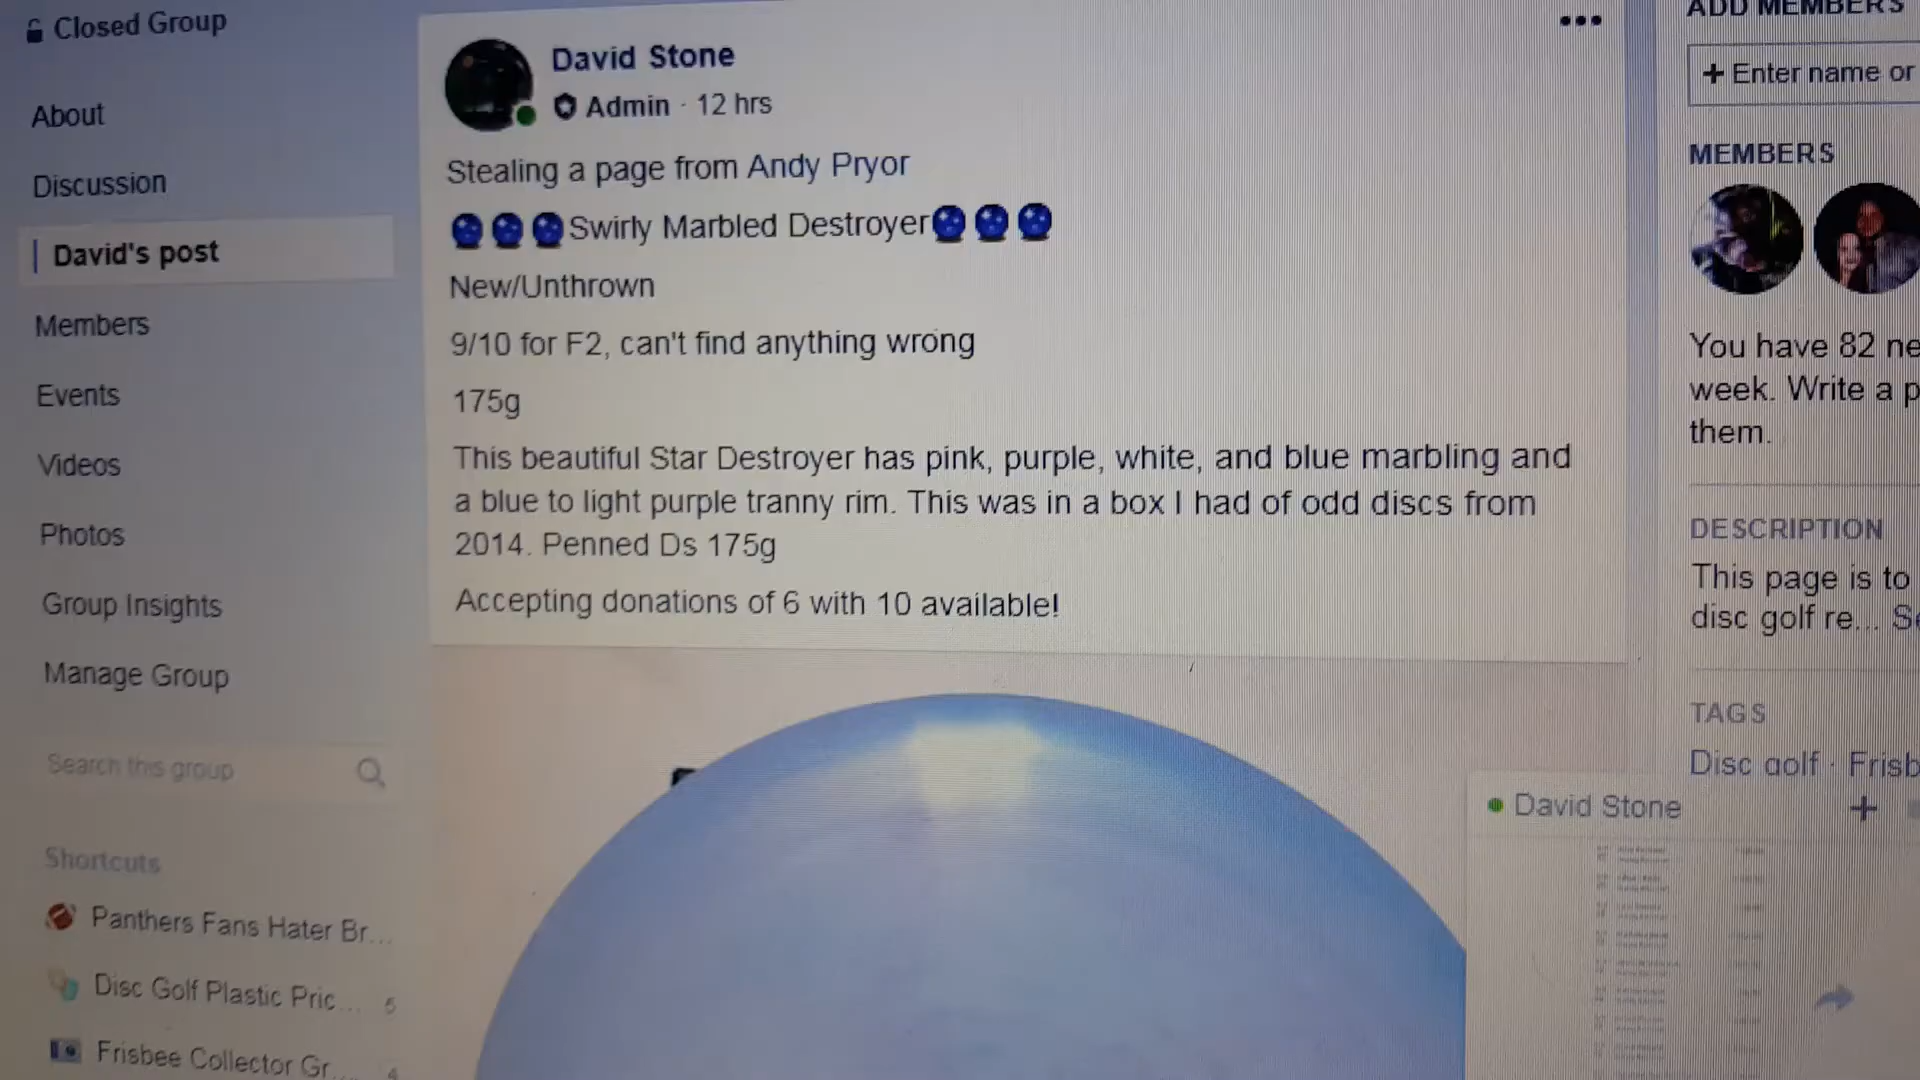 Closed Group
About
Discussion
David's post
Members
Events
Videos
Photos
Group Insights
Manage Group
Search this group
Shortcuts
Panthers Fans Hater Br...
Disc Golf Plastic Pric... 5
Frisbee Collector Gr... 4
David Stone
Admin · 12 hrs
Stealing a page from Andy Pryor
Swirly Marbled Destroyer
New/Unthrown
9/10 for F2, can't find anything wrong
175g
This beautiful Star Destroyer has pink, purple, white, and blue marbling and
a blue to light purple tranny rim. This was in a box I had of odd discs from
2014. Penned Ds 175g
Accepting donations of 6 with 10 available!
ADD MEMBERS
+ Enter name or
MEMBERS
You have 82 ne
week. Write a p
them.
DESCRIPTION
This page is to
disc golf re... Se
TAGS
Disc golf · Frisb
David Stone